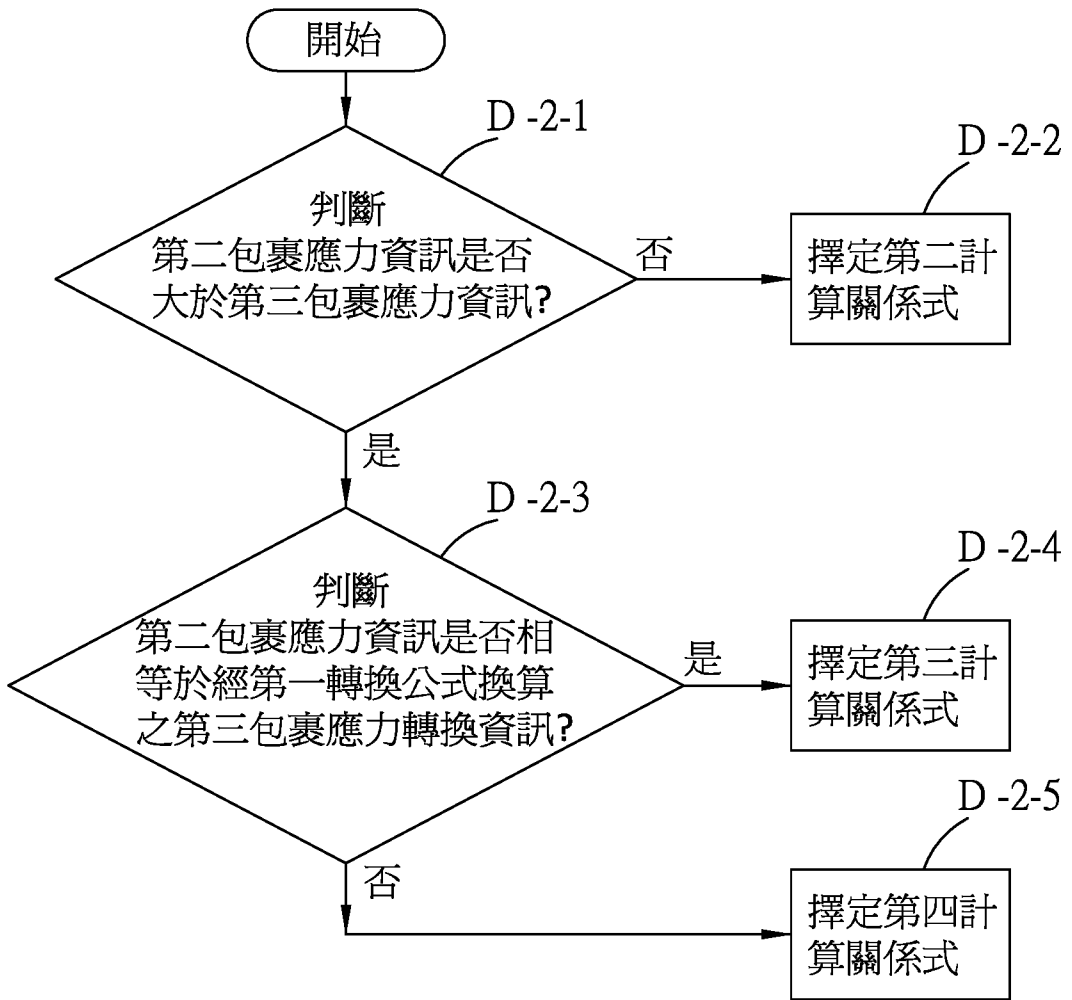 開始
D -2-1
判斷
第二包裹應力資訊是否
大於第三包裹應力資訊?
否
D -2-2
擇定第二計
算關係式
是
D -2-3
判斷
第二包裹應力資訊是否相
等於經第一轉換公式換算
之第三包裹應力轉換資訊?
是
D -2-4
擇定第三計
算關係式
否
D -2-5
擇定第四計
算關係式